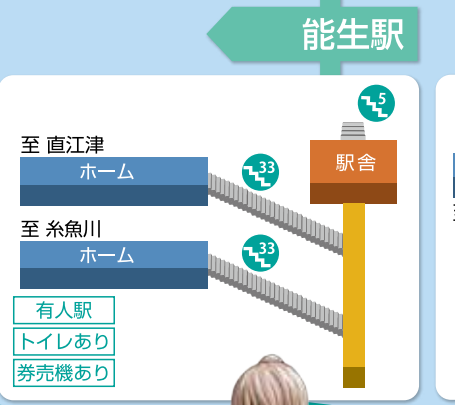 能生駅
5
駅舎
至 直江津
ホーム
33
至 糸魚川
ホーム
33
有人駅
トイレあり
券売機あり